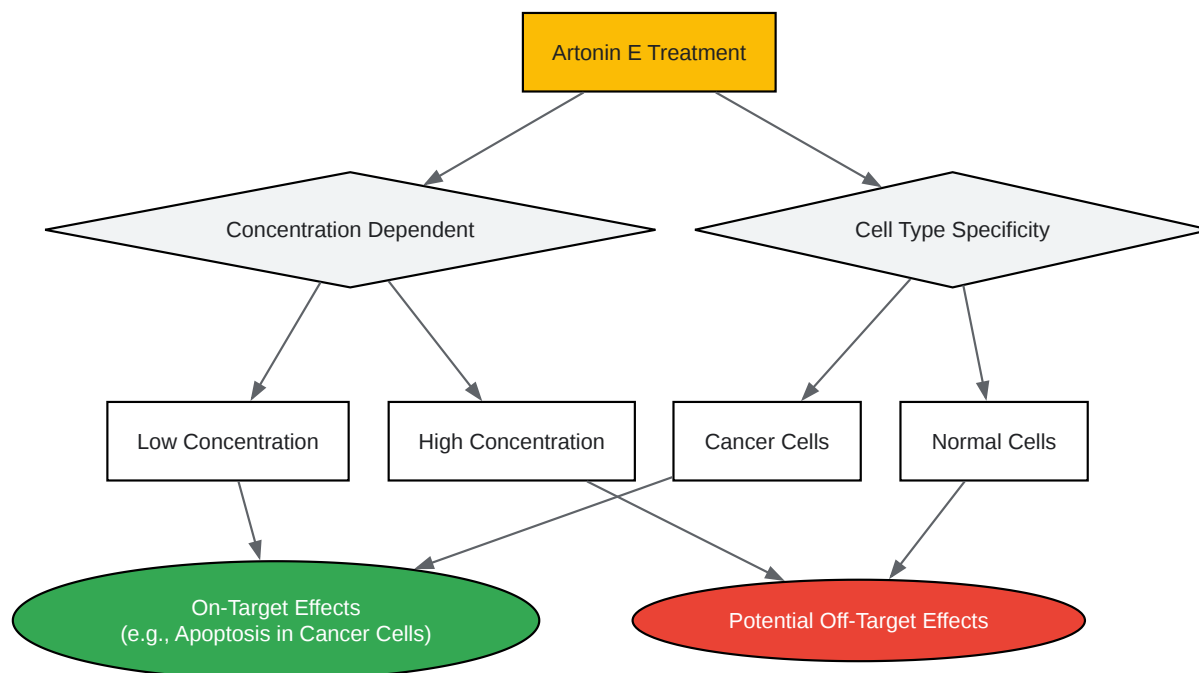 Artonin E Treatment
Concentration Dependent
Cell Type Specificity
Low Concentration
High Concentration
Cancer Cells
Normal Cells
On-Target Effects
(e.g., Apoptosis in Cancer Cells)
Potential Off-Target Effects